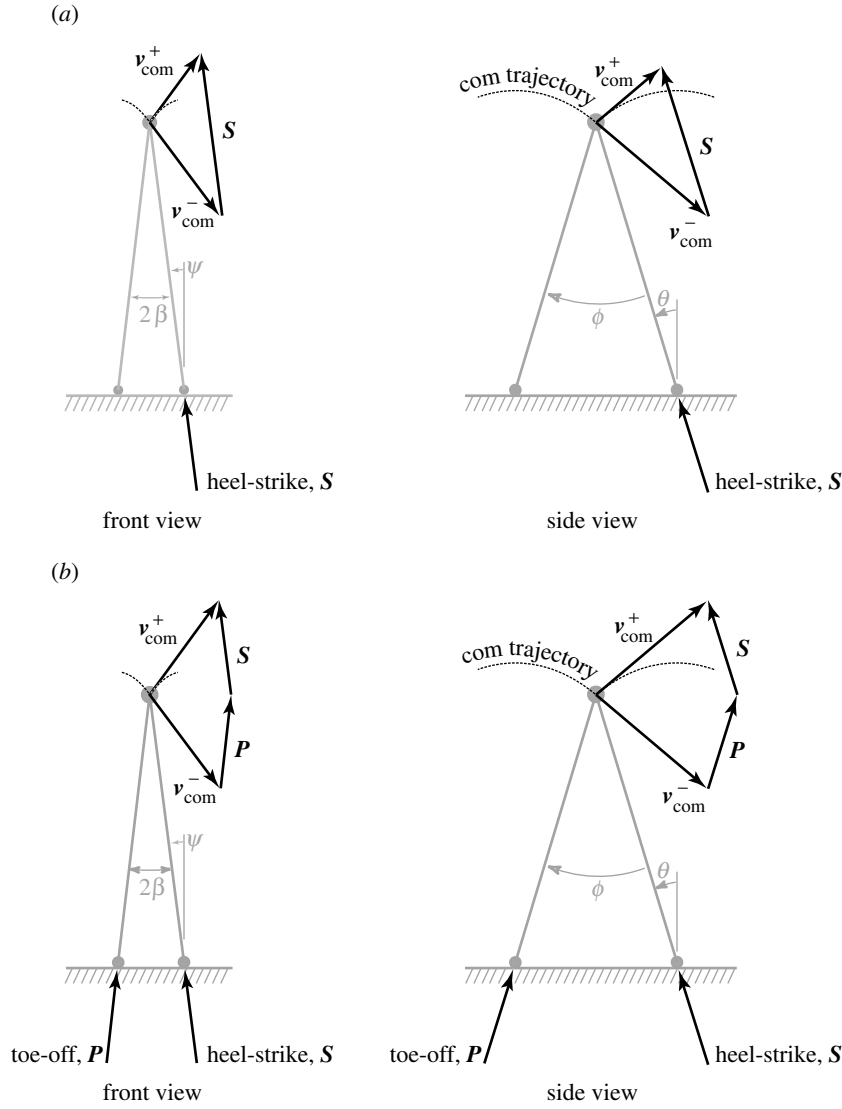 (a)
v⁺com
S
v⁻com
ψ
2 β
heel-strike, S
front view
com trajectory
v⁺com
S
v⁻com
θ
ϕ
heel-strike, S
side view
(b)
v⁺com
S
P
v⁻com
ψ
2β
toe-off, P
heel-strike, S
front view
com trajectory
v⁺com
S
P
v⁻com
θ
ϕ
toe-off, P
heel-strike, S
side view